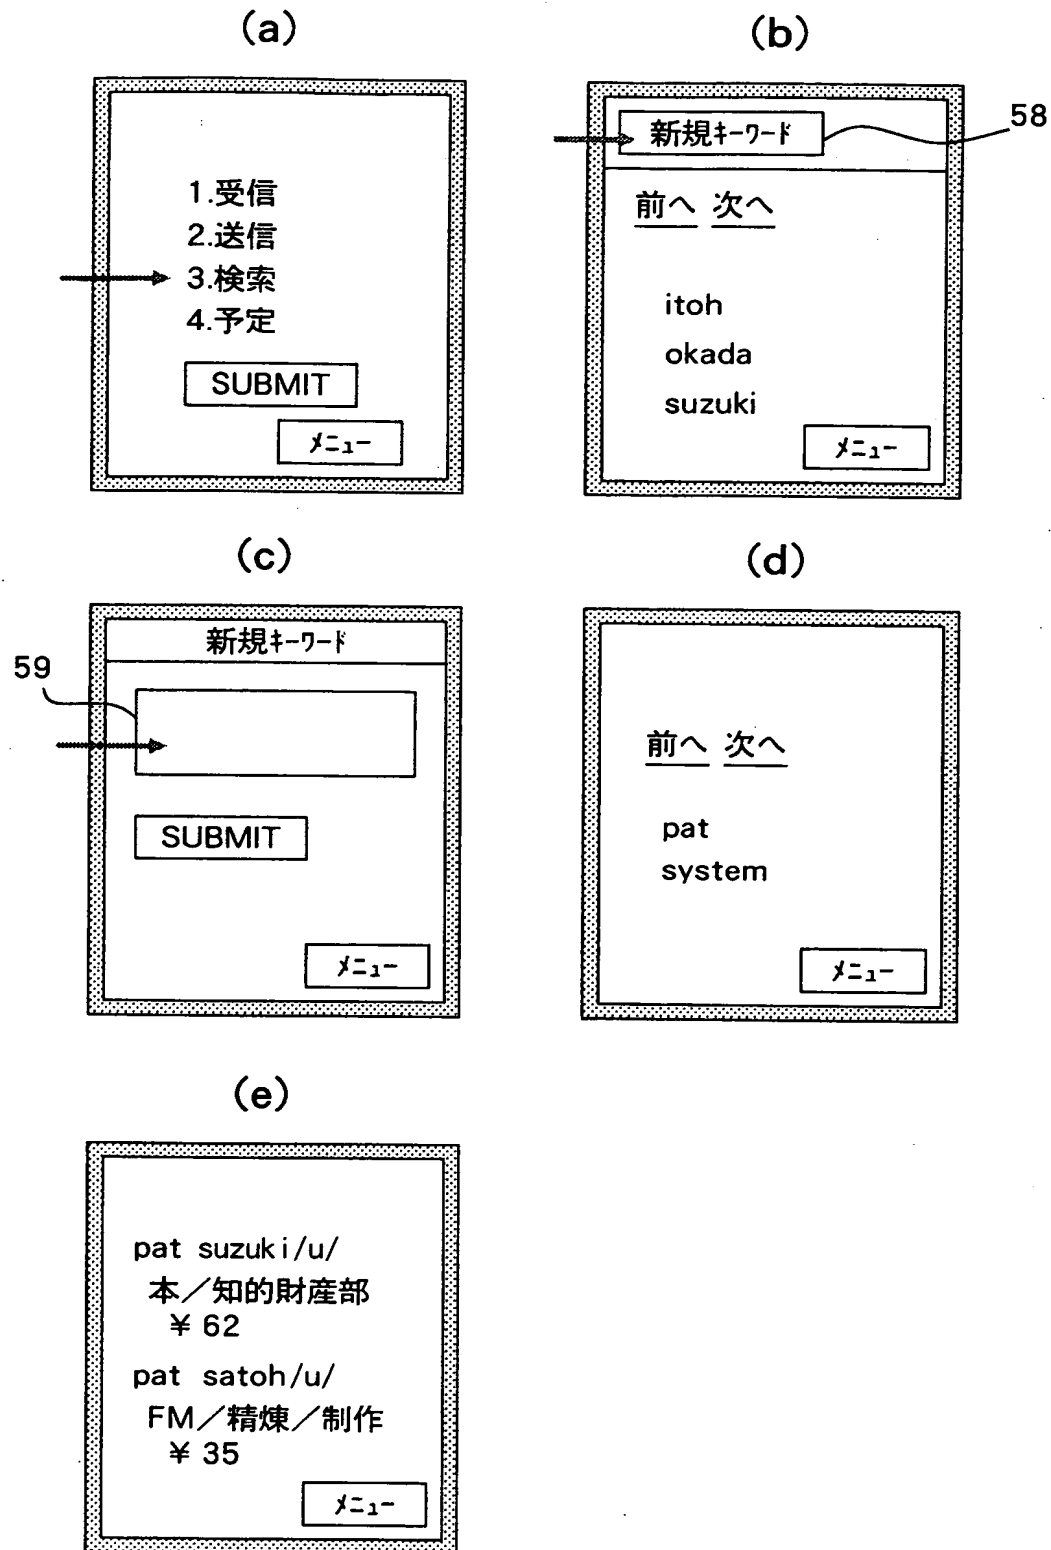 (a)
1.受信
2.送信
3.検索
4.予定
SUBMIT
ﾒﾆｭｰ
(b)
新規ｷｰﾜｰﾄﾞ
58
前へ 次へ
itoh
okada
suzuki
ﾒﾆｭｰ
(c)
新規ｷｰﾜｰﾄﾞ
59
SUBMIT
ﾒﾆｭｰ
(d)
前へ 次へ
pat
system
ﾒﾆｭｰ
(e)
pat suzuki/u/
本／知的財産部
¥ 62
pat satoh/u/
FM／精煉／制作
¥ 35
ﾒﾆｭｰ